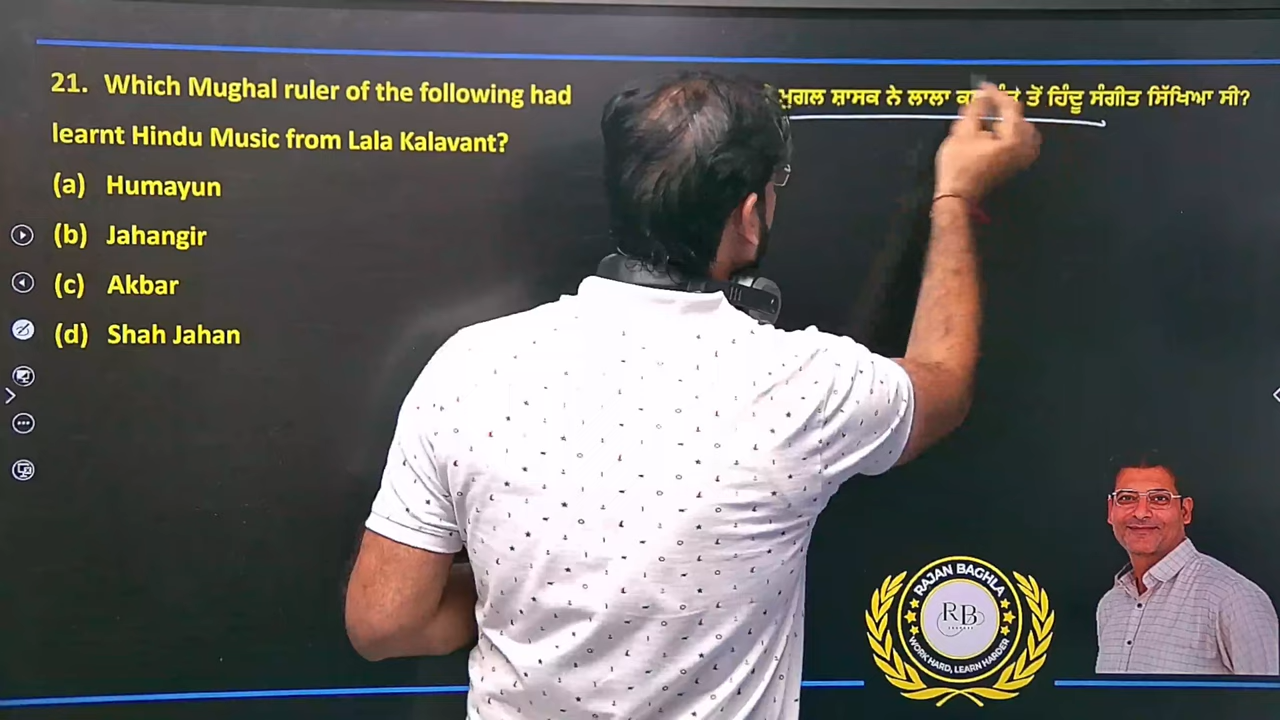 21. Which Mughal ruler of the following had
learnt Hindu Music from Lala Kalavant?
(a) Humayun
(b) Jahangir
(c) Akbar
(d) Shah Jahan
ਮੁਗਲ ਸ਼ਾਸਕ ਨੇ ਲਾਲਾ ਤੋਂ ਹਿੰਦੂ ਸੰਗੀਤ ਸਿੱਖਿਆ ਸੀ?
RAJAN BAGHLA
RB
WORK HARD, LEARN HARDER